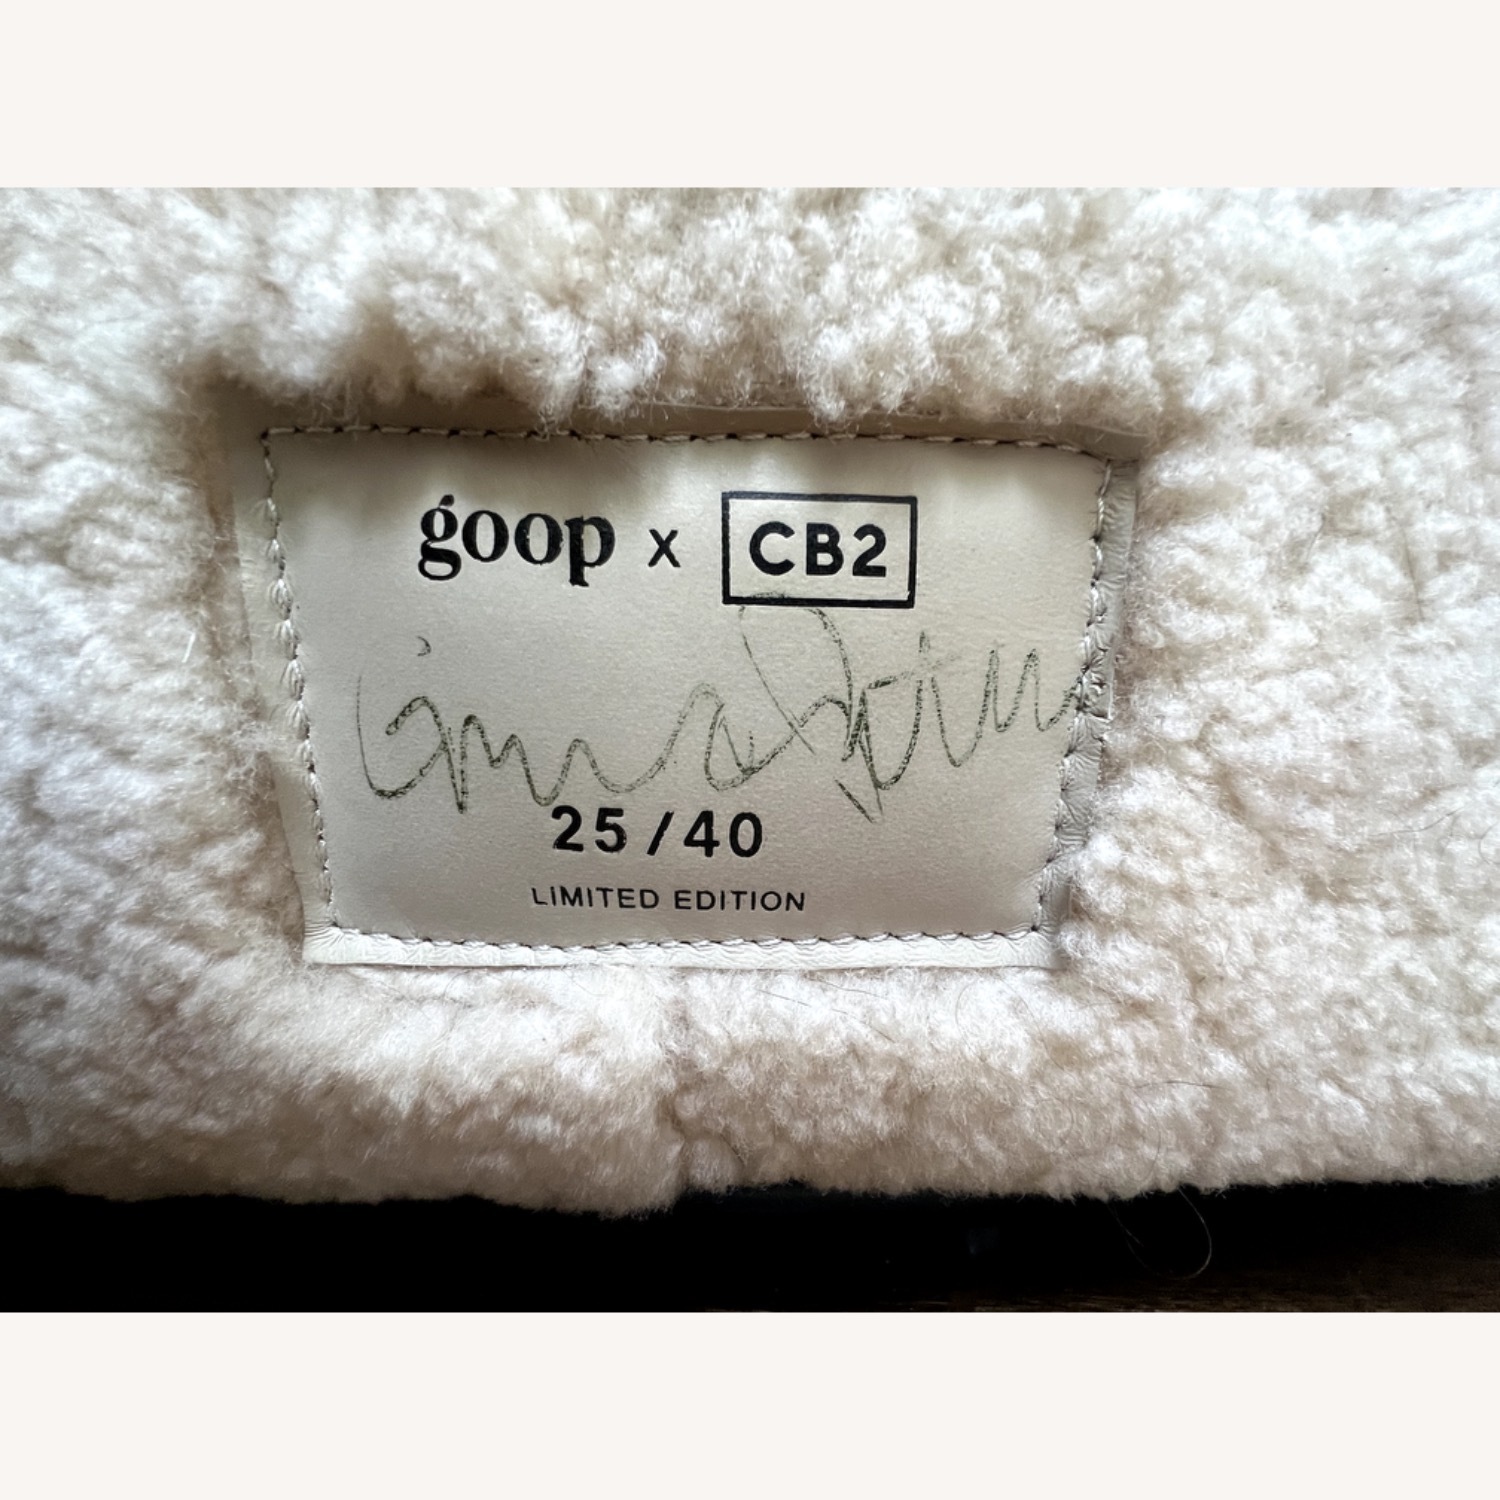 goop x CB2
25/40
LIMITED EDITION